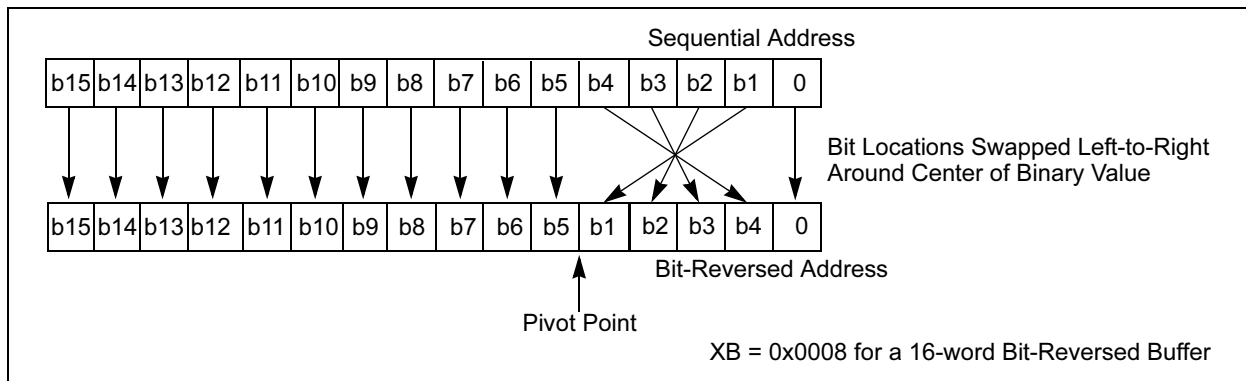 Sequential Address
b15 b14 b13 b12 b11 b10 b9 b8 b7 b6 b5 b4 b3 b2 b1 0
Bit Locations Swapped Left-to-Right
Around Center of Binary Value
b15 b14 b13 b12 b11 b10 b9 b8 b7 b6 b5 b1 b2 b3 b4 0
Bit-Reversed Address
Pivot Point
XB = 0x0008 for a 16-word Bit-Reversed Buffer